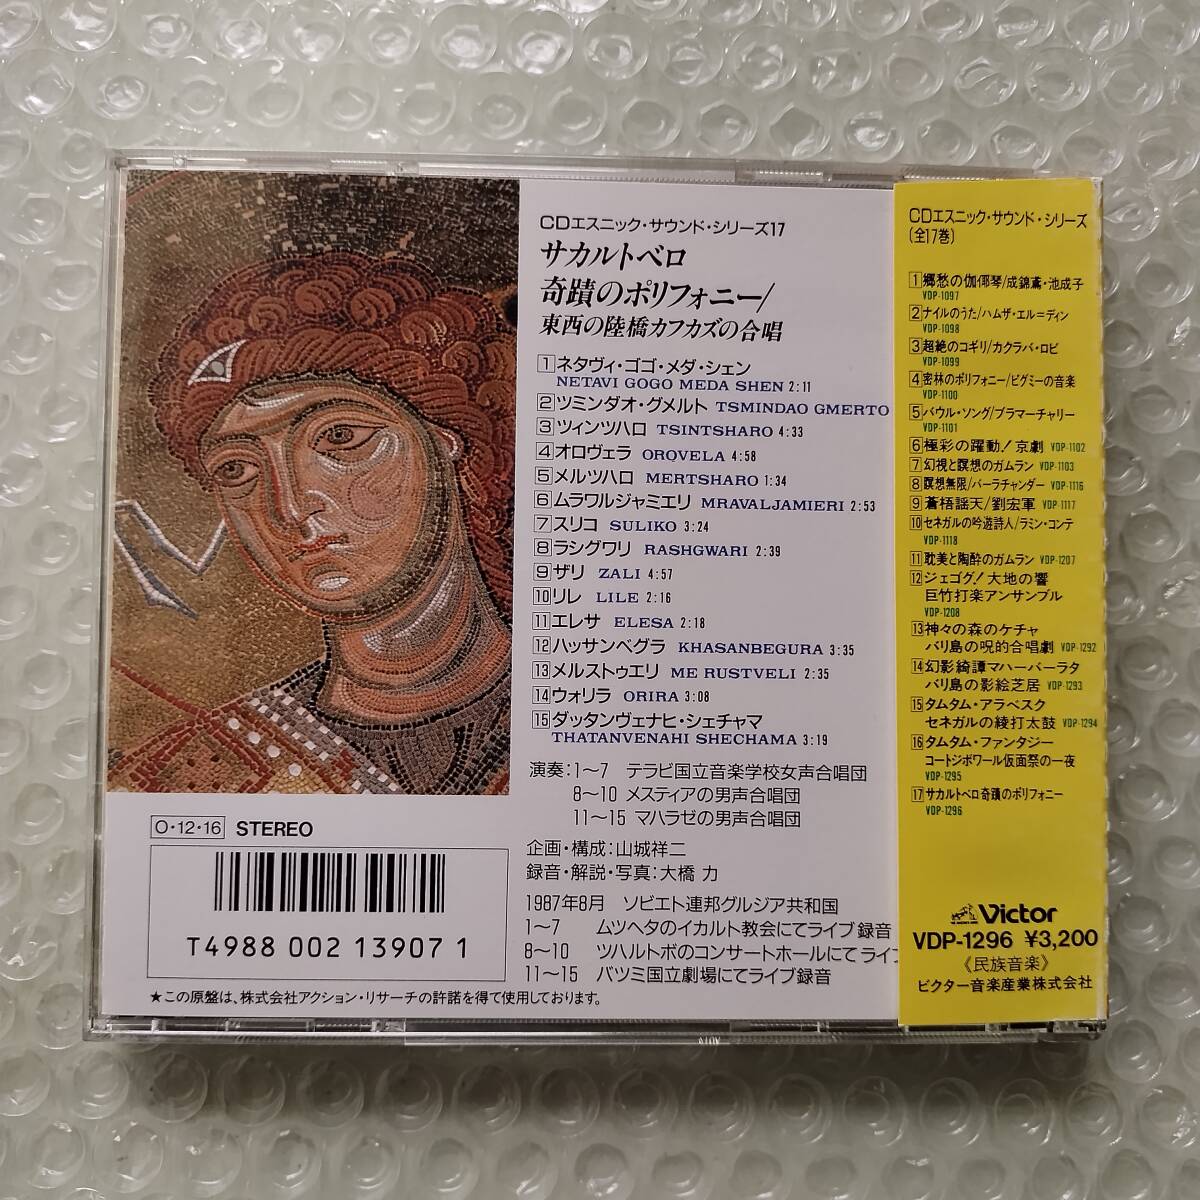 CDエスニック・サウンド・シリーズ17
サカルトベロ
奇蹟のポリフォニー/
東西の陸橋カフカズの合唱
1 ネタヴィ・ゴゴ・メダ・シェン
NETAVI GOGO MEDA SHEN 2:11
2 ツミンダオ・グメルト TSMINDAO GMERTO
3 ツィンツハロ TSINTSHARO 4:33
4 オロヴェラ OROVELA 4:58
5 メルツハロ MERTSHARO 1:34
6 ムラワルジャミエリ MRAVALJAMIERI 2:53
7 スリコ SULIKO 3:24
8 ラシグワリ RASHGWARI 2:39
9 ザリ ZALI 4:57
10 リレ LILE 2:16
11 エレサ ELESA 2:18
12 ハッサンベグラ KHASANBEGURA 3:35
13 メルストゥエリ ME RUSTVELI 2:35
14 ウォリラ ORIRA 3:08
15 ダッタンヴェナヒ・シェチャマ
THATANVENAHI SHECHAMA 3:19
演奏:1〜7 テラビ国立音楽学校女声合唱団
8〜10 メスティアの男声合唱団
11〜15 マハラゼの男声合唱団
企画・構成:山城祥二
録音・解説・写真:大橋 力
1987年8月 ソビエト連邦グルジア共和国
1〜7 ムツヘタのイカルト教会にてライブ録音
8〜10 ツハルトボのコンサートホールにてライブ
11〜15 バツミ国立劇場にてライブ録音
O・12・16 STEREO
T4988 002 13907 1
★この原盤は、株式会社アクション・リサーチの許諾を得て使用しております。
CDエスニック・サウンド・シリーズ
(全17巻)
1 郷愁の伽倻琴/成錦鳶・池成子
VDP-1097
2 ナイルのうた/ハムザ・エル=ディン
VDP-1098
3 超絶のコギリ/カクラバ・ロビ
VDP-1099
4 密林のポリフォニー/ピグミーの音楽
VDP-1100
5 バウル・ソング/ブラマーチャリー
VDP-1101
6 極彩の躍動!京劇 VDP-1102
7 幻視と瞑想のガムラン VDP-1103
8 瞑想無限/バーラチャンダー VDP-1116
9 蒼梧謡天/劉宏軍 VDP-1117
10 セネガルの吟遊詩人/ラミン・コンテ
VDP-1118
11 耽美と陶酔のガムラン VDP-1207
12 ジェゴグ!大地の響
巨竹打楽アンサンブル
VDP-1208
13 神々の森のケチャ
バリ島の呪的合唱劇 VDP-1292
14 幻影綺譚マハーバーラタ
バリ島の影絵芝居 VDP-1293
15 タムタム・アラベスク
セネガルの綾打太鼓 VDP-1294
16 タムタム・ファンタジー
コートジボワール仮面祭の一夜
VDP-1295
17 サカルトベロ奇蹟のポリフォニー
VDP-1296
Victor
VDP-1296 ¥3,200
《民族音楽》
ビクター音楽産業株式会社